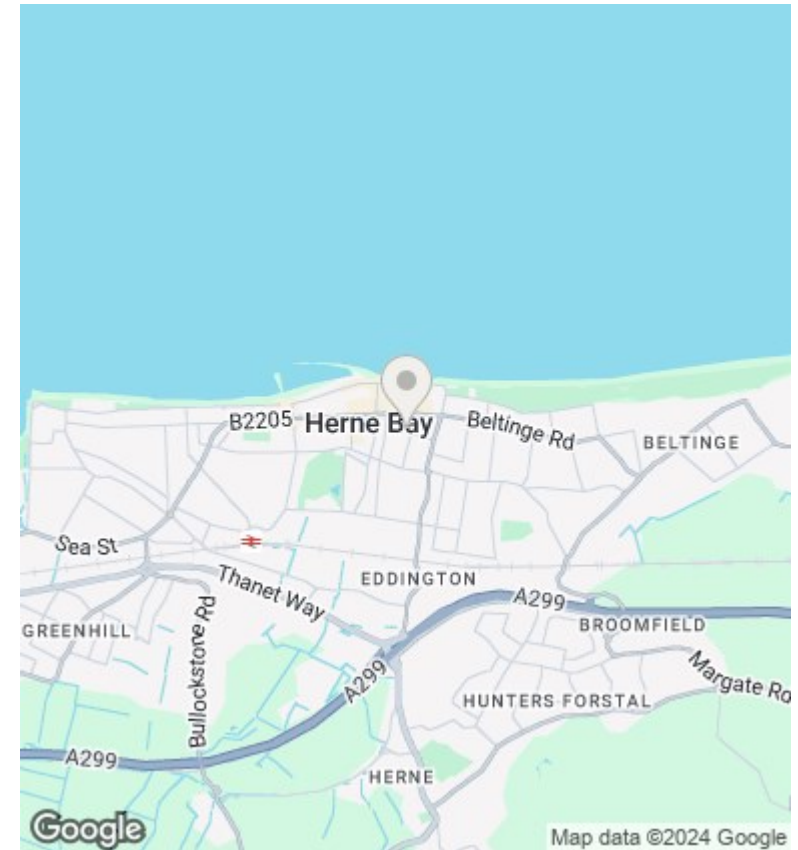 B2205
Herne Bay
Beltinge Rd
BELTINGE
Sea St
Thanet Way
EDDINGTON
A299
GREENHILL
Bullockstone Rd
BROOMFIELD
A299
Margate Rd
HUNTERS FORSTAL
A299
HERNE
Google
Map data ©2024 Google